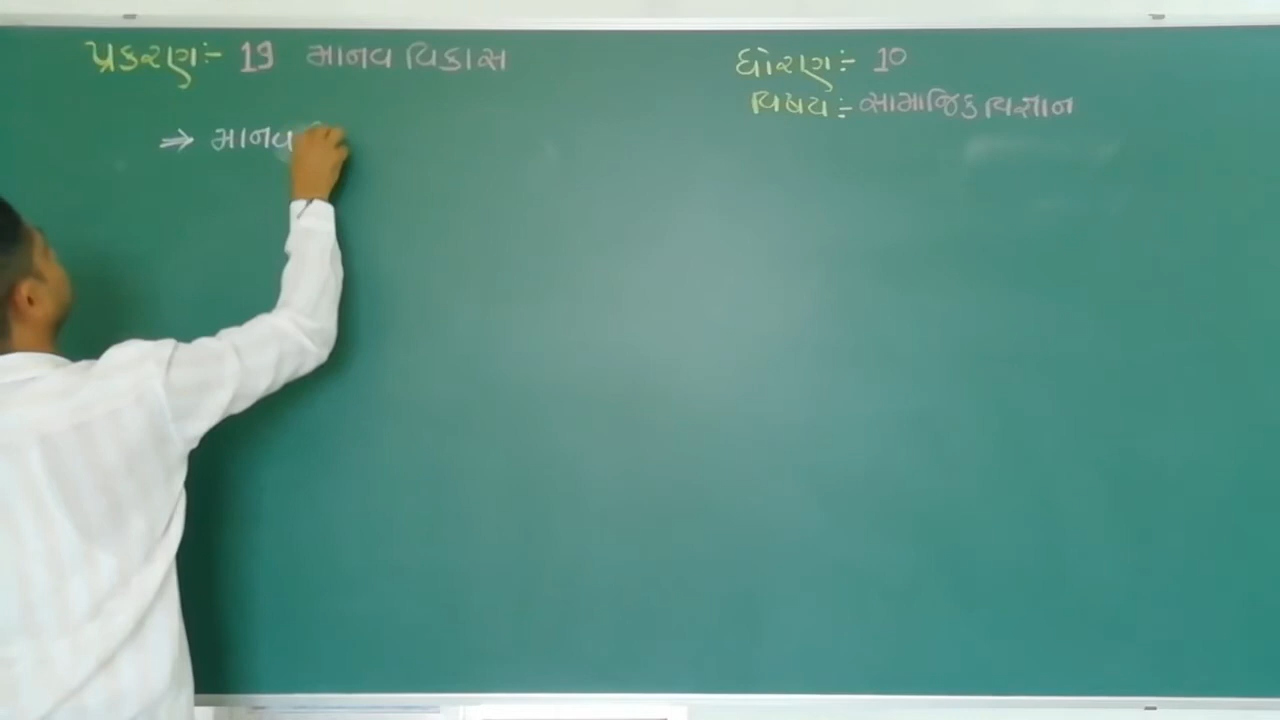 પ્રકરણ:- 19 માનવ વિકાસ
ધોરણ:- 10
વિષય:- સામાજિક વિજ્ઞાન
⇒ માનવ